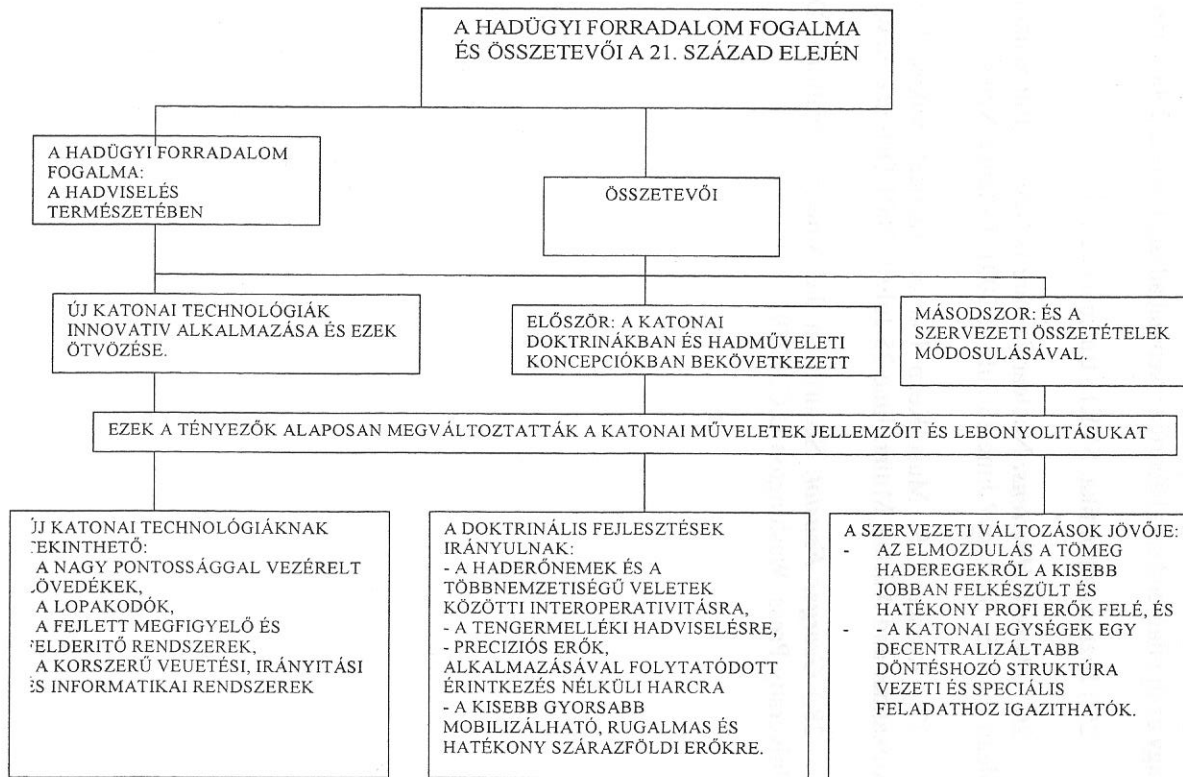 A HADÜGYI FORRADALOM FOGALMA
ÉS ÖSSZETEVŐI A 21. SZÁZAD ELEJÉN
A HADÜGYI FORRADALOM
FOGALMA:
A HADVISELÉS
TERMÉSZETÉBEN
ÖSSZETEVŐI
ÚJ KATONAI TECHNOLÓGIÁK
INNOVATIV ALKALMAZÁSA ÉS EZEK
ÖTVÖZÉSE.
ELŐSZÖR: A KATONAI
DOKTRINÁKBAN ÉS HADMŰVELETI
KONCEPCIÓKBAN BEKÖVETKEZETT
MÁSODSZOR: ÉS A
SZERVEZETI ÖSSZETÉTELEK
MÓDOSULÁSÁVAL.
EZEK A TÉNYEZŐK ALAPOSAN MEGVÁLTOZTATTÁK A KATONAI MŰVELETEK JELLEMZŐIT ÉS LEBONYOLITÁSUKAT
ÚJ KATONAI TECHNOLÓGIÁKNAK
TEKINTHETŐ:
A NAGY PONTOSSÁGGAL VEZÉRELT
LÖVEDÉKEK,
A LOPAKODÓK,
A FEJLETT MEGFIGYELŐ ÉS
FELDERITŐ RENDSZEREK,
A KORSZERŰ VEUETÉSI, IRÁNYITÁSI
ÉS INFORMATIKAI RENDSZEREK
A DOKTRINÁLIS FEJLESZTÉSEK
IRÁNYULNAK:
- A HADERŐNEMEK ÉS A
TÖBBNEMZETISÉGŰ VELETEK
KÖZÖTTI INTEROPERATIVITÁSRA,
- A TENGERMELLÉKI HADVISELÉSRE,
- PRECIZIÓS ERŐK,
ALKALMAZÁSÁVAL FOLYTATÓDOTT
ÉRINTKEZÉS NÉLKÜLI HARCRA
- A KISEBB GYORSABB
MOBILIZÁLHATÓ, RUGALMAS ÉS
HATÉKONY SZÁRAZFÖLDI ERŐKRE.
A SZERVEZETI VÁLTOZÁSOK JÖVŐJE:
- AZ ELMOZDULÁS A TÖMEG
HADEREGEKRŐL A KISEBB
JOBBAN FELKÉSZÜLT ÉS
HATÉKONY PROFI ERŐK FELÉ, ÉS
- - A KATONAI EGYSÉGEK EGY
DECENTRALIZÁLTABB
DÖNTÉSHOZÓ STRUKTÚRA
VEZETI ÉS SPECIÁLIS
FELADATHOZ IGAZITHATÓK.